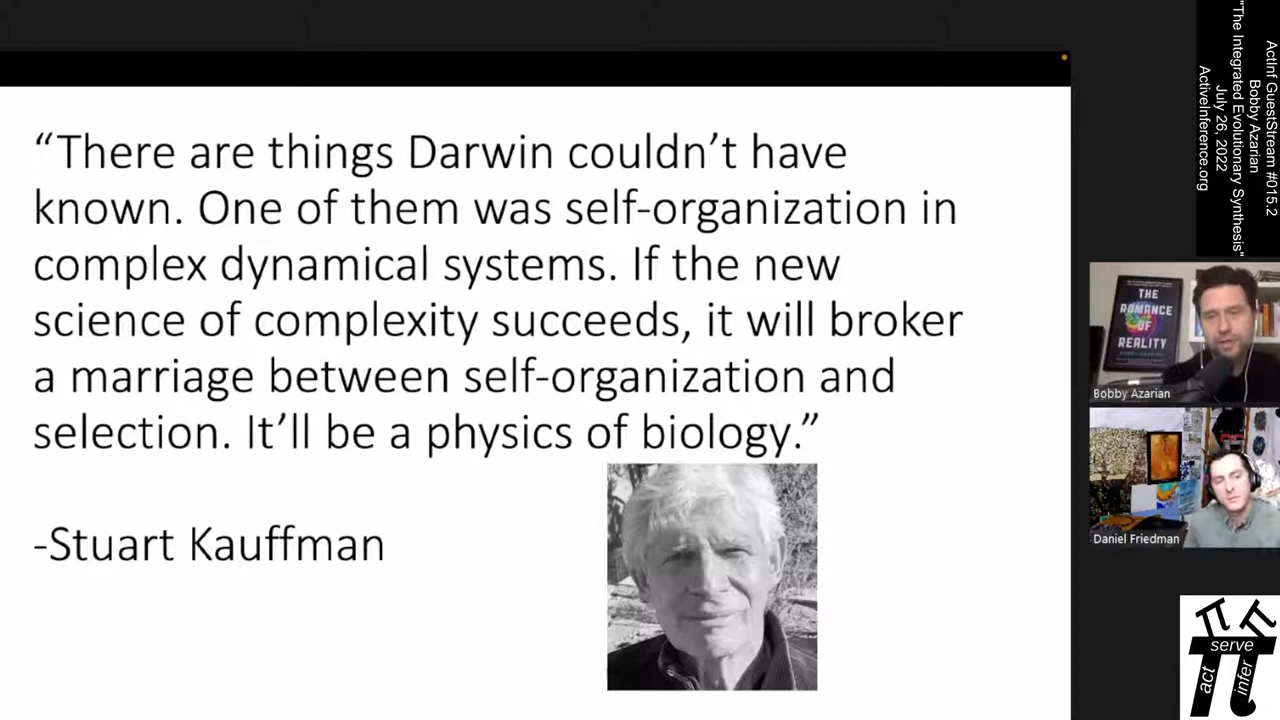 “There are things Darwin couldn’t have
known. One of them was self-organization in
complex dynamical systems. If the new
science of complexity succeeds, it will broker
a marriage between self-organization and
selection. It’ll be a physics of biology.”
-Stuart Kauffman
ActInf GuestStream #015.2
Bobby Azarian
"The Integrated Evolutionary Synthesis"
July 26, 2022
ActiveInference.org
THE
ROMANCE
OF
REALITY
Bobby Azarian
Daniel Friedman
serve
act
infer